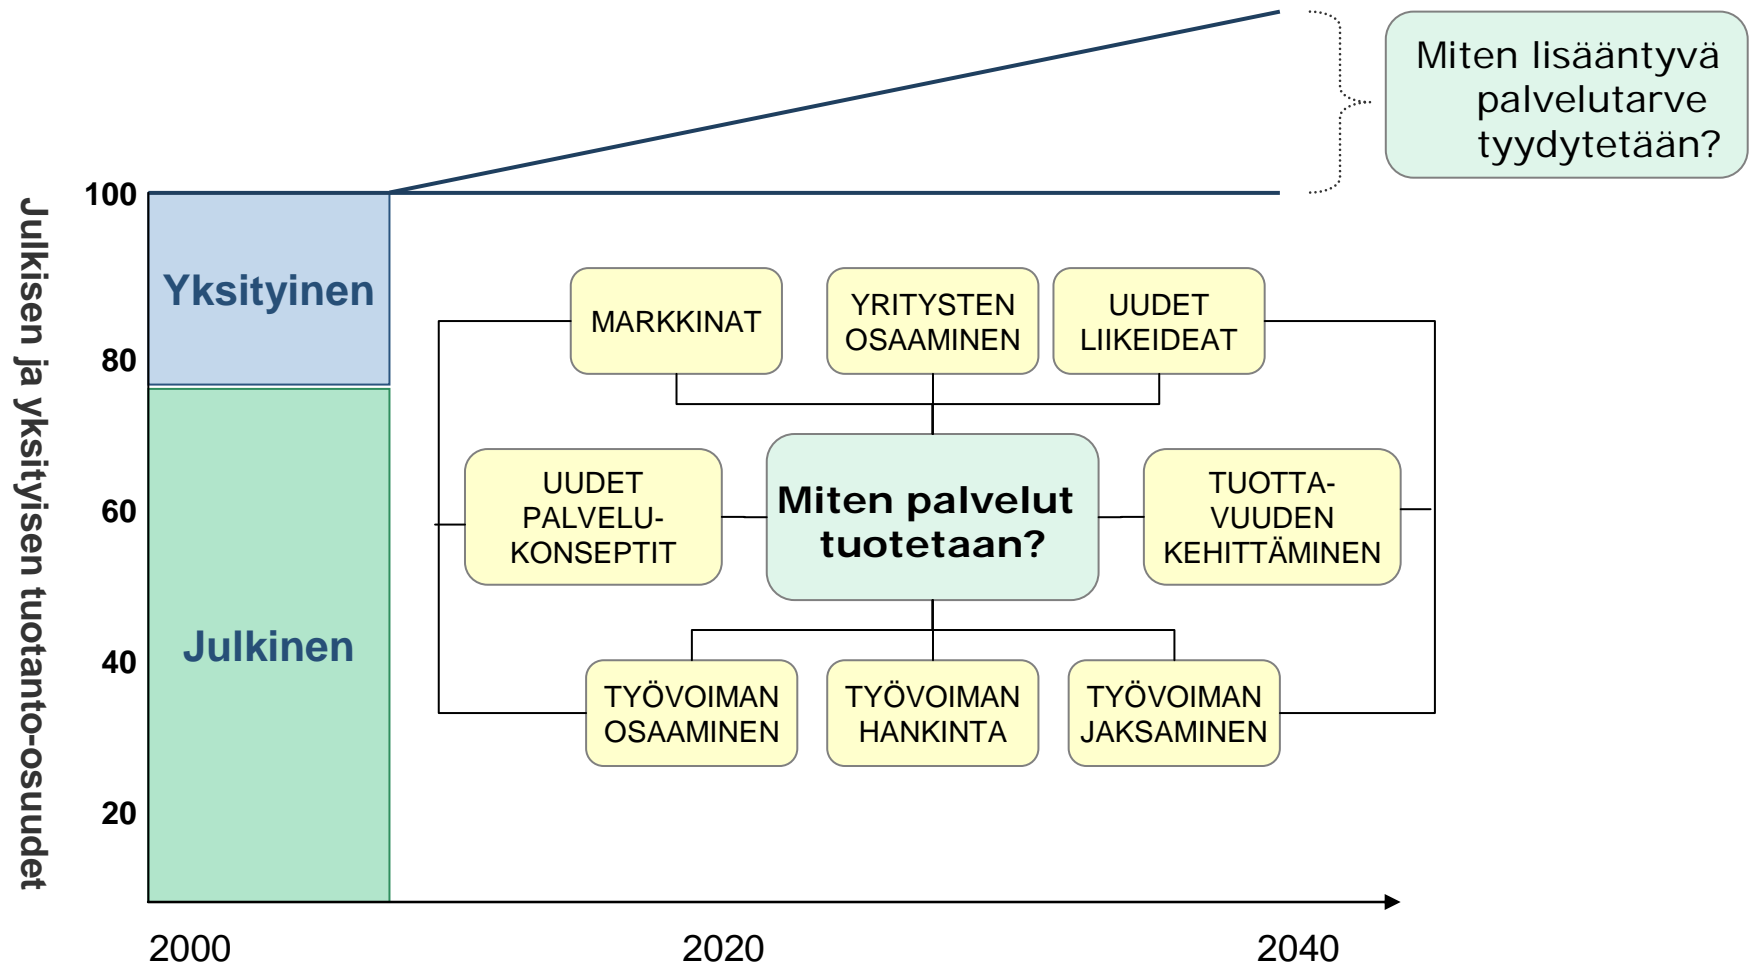 Miten lisääntyvä
palvelutarve
tyydytetään?
Julkisen ja yksityisen tuotanto-osuudet
100
80
60
40
20
Yksityinen
Julkinen
MARKKINAT
YRITYSTEN
OSAAMINEN
UUDET
LIIKEIDEAT
UUDET
PALVELU-
KONSEPTIT
Miten palvelut
tuotetaan?
TUOTTA-
VUUDEN
KEHITTÄMINEN
TYÖVOIMAN
OSAAMINEN
TYÖVOIMAN
HANKINTA
TYÖVOIMAN
JAKSAMINEN
2000
2020
2040